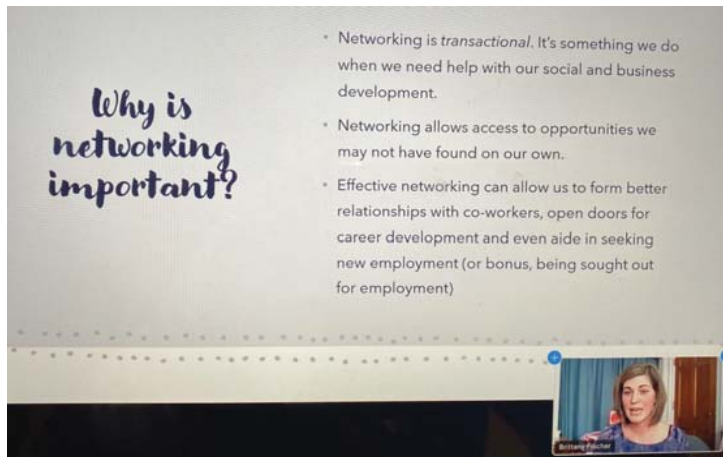 Why is
networking
important?
• Networking is transactional. It's something we do
when we need help with our social and business
development.
• Networking allows access to opportunities we
may not have found on our own.
• Effective networking can allow us to form better
relationships with co-workers, open doors for
career development and even aide in seeking
new employment (or bonus, being sought out
for employment)
Brittany Fischer